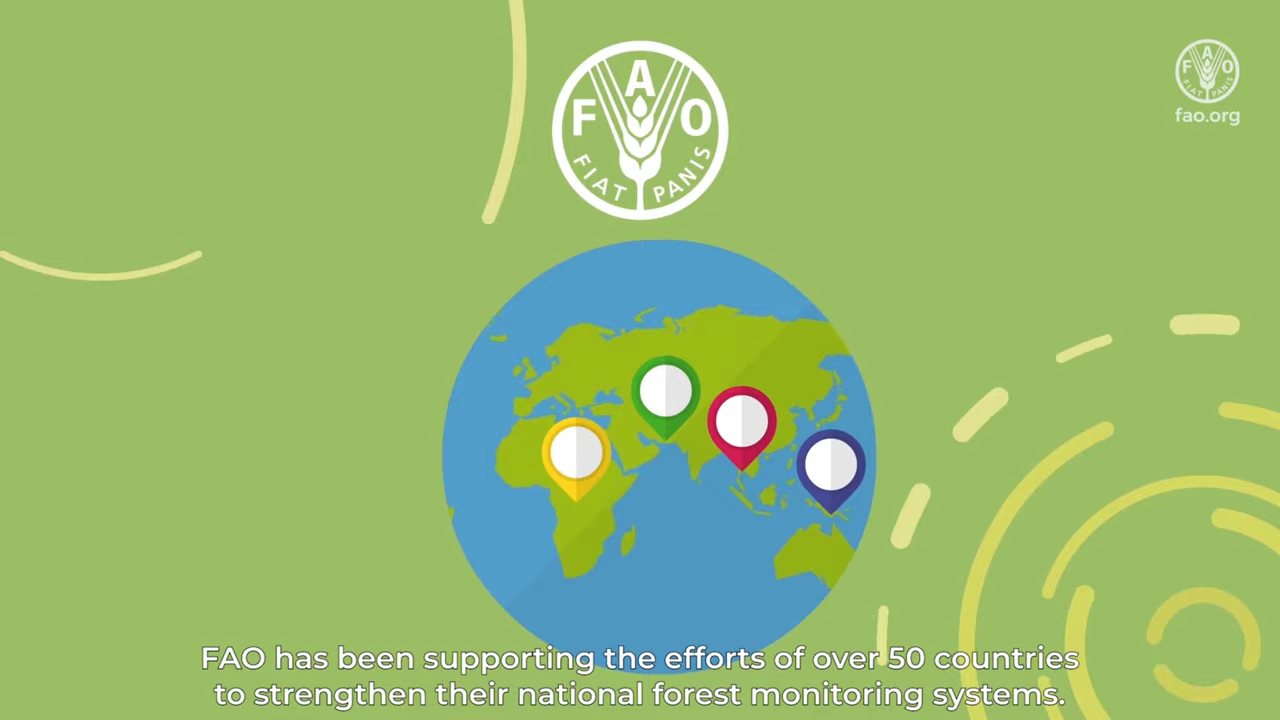 F A O
FIAT PANIS
F A O
FIAT PANIS
fao.org
FAO has been supporting the efforts of over 50 countries
to strengthen their national forest monitoring systems.